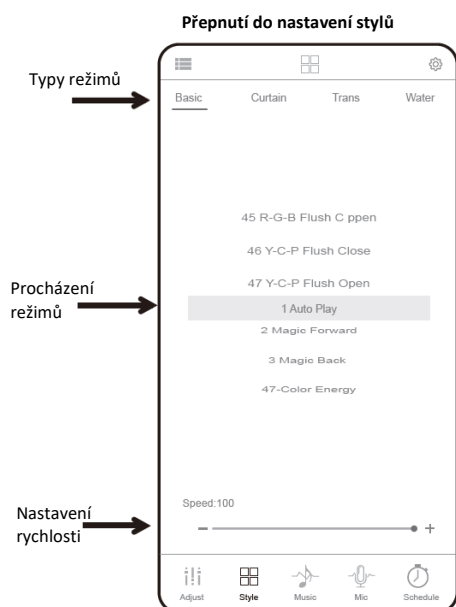 Přepnutí do nastavení stylů
Typy režimů
Basic Curtain Trans Water
45 R-G-B Flush C ppen
46 Y-C-P Flush Close
47 Y-C-P Flush Open
Procházení
režimů
1 Auto Play
2 Magic Forward
3 Magic Back
47-Color Energy
Speed:100
Nastavení
rychlosti
– +
Adjust Style Music Mic Schedule